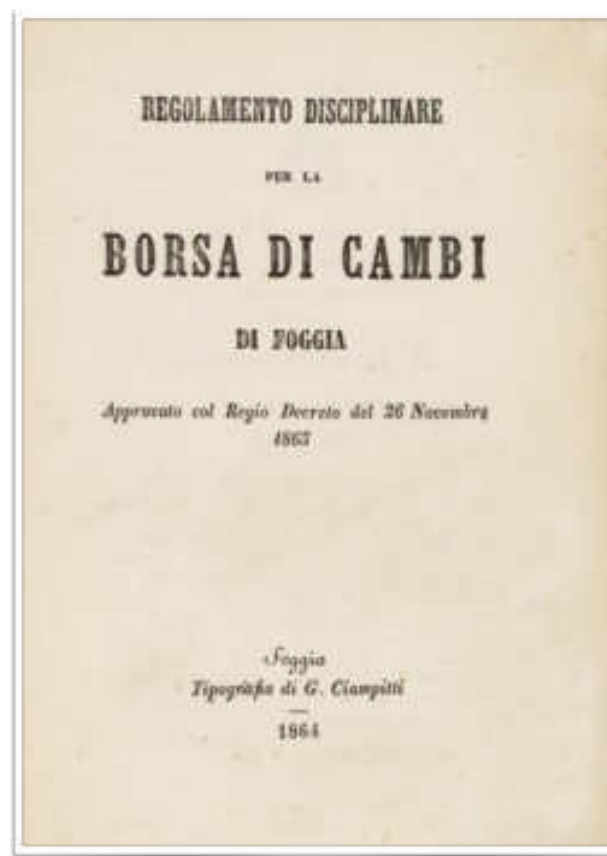 REGOLAMENTO DISCIPLINARE
PER LA
BORSA DI CAMBI
DI FOGGIA
Approvato col Regio Decreto del 26 Novembre
1863
Foggia
Tipografia di G. Ciampitti
1864